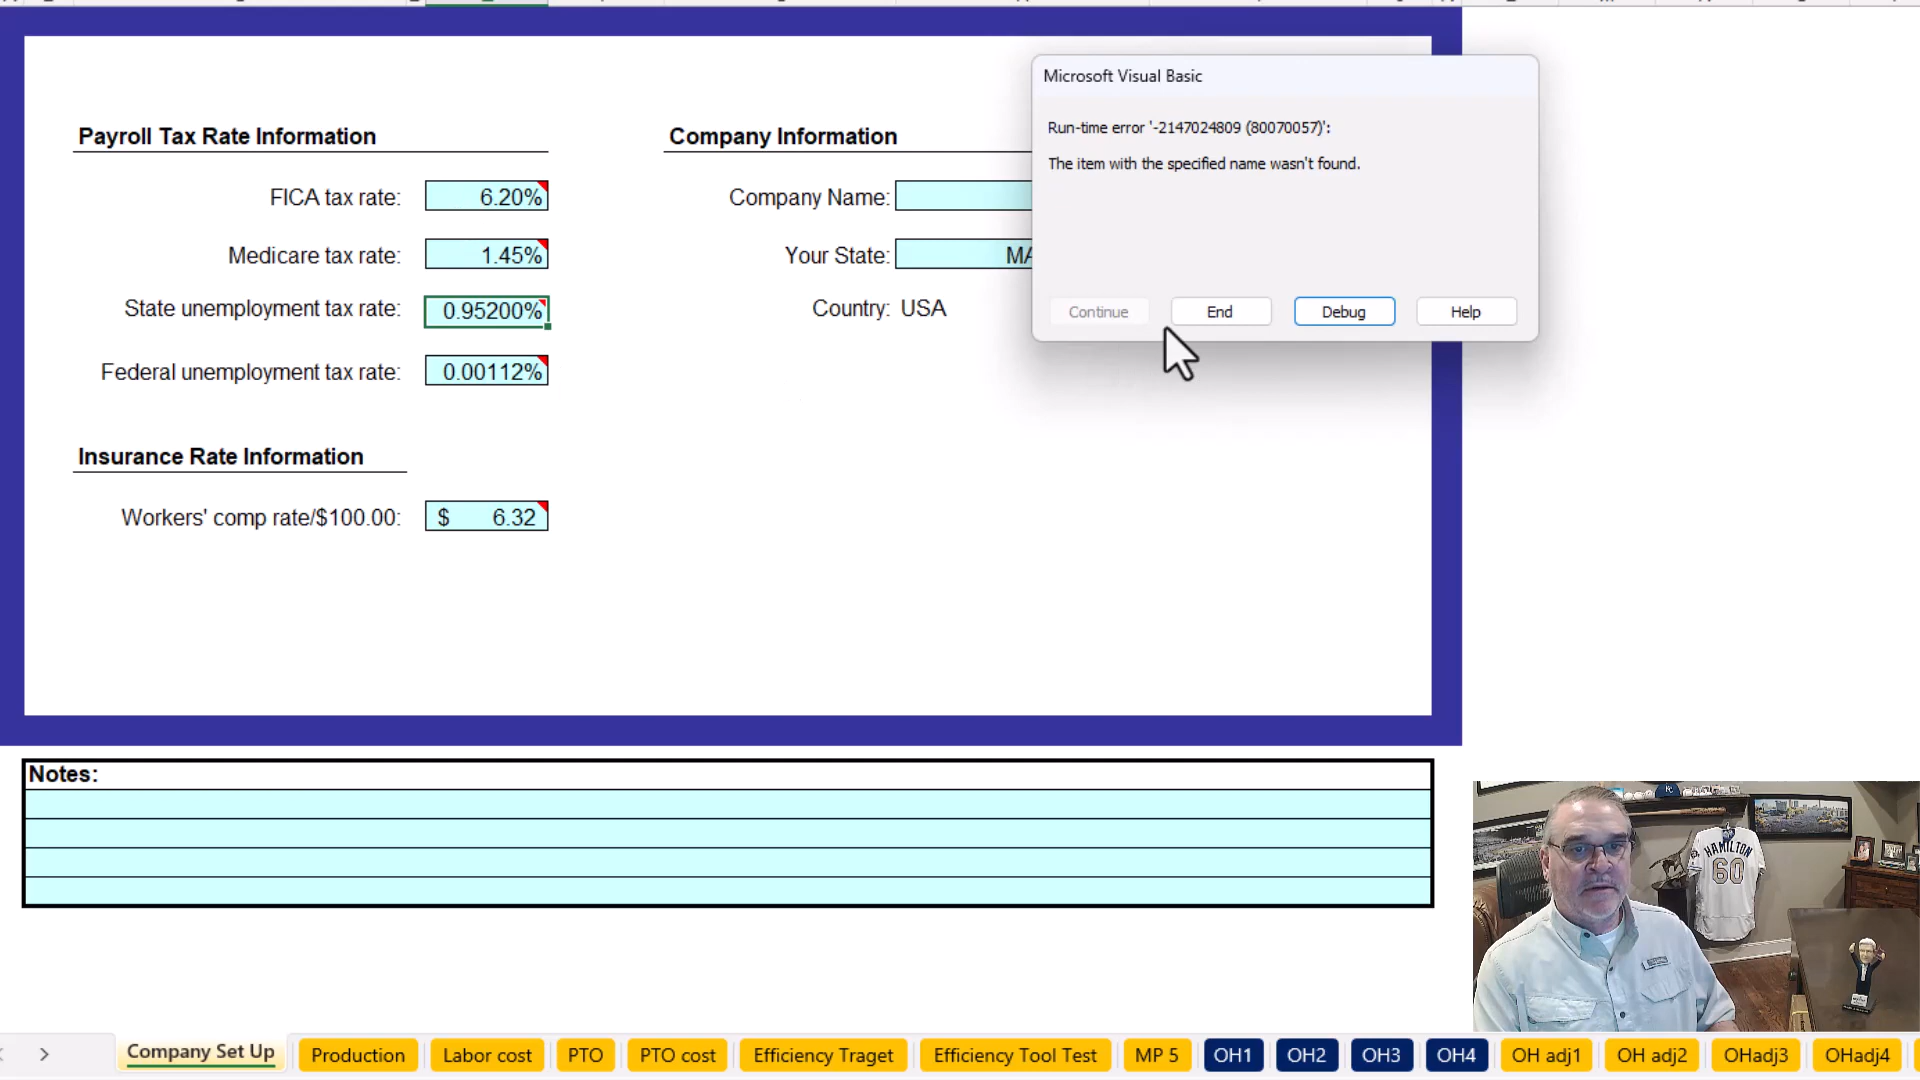 Payroll Tax Rate Information
FICA tax rate: 6.20%
Medicare tax rate: 1.45%
State unemployment tax rate: 0.95200%
Federal unemployment tax rate: 0.00112%
Insurance Rate Information
Workers' comp rate/$100.00: $ 6.32
Company Information
Company Name:
Your State: MA
Country: USA
Microsoft Visual Basic
Run-time error '-2147024809 (80070057)':
The item with the specified name wasn't found.
Continue End Debug Help
Notes:
HAMILTON
60
Company Set Up Production Labor cost PTO PTO cost Efficiency Traget Efficiency Tool Test MP 5 OH1 OH2 OH3 OH4 OH adj1 OH adj2 OHadj3 OHadj4